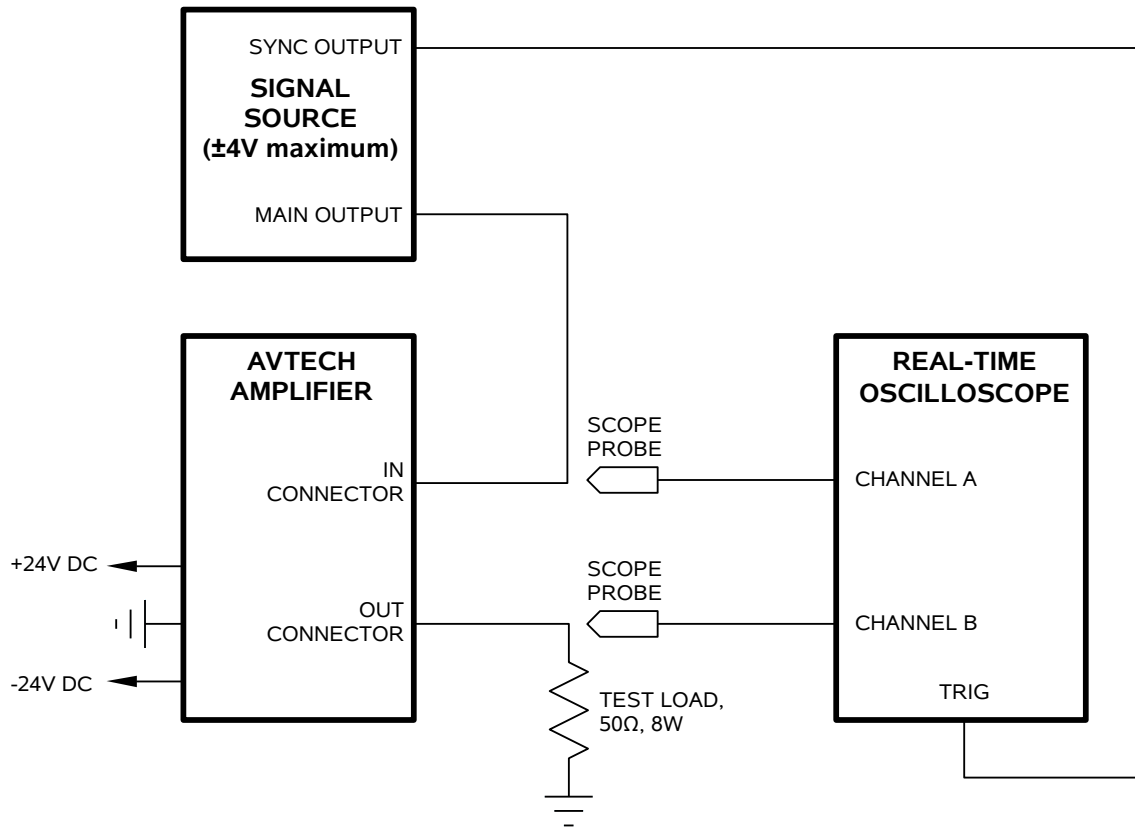 SYNC OUTPUT
SIGNAL
SOURCE
(±4V maximum)
MAIN OUTPUT
AVTECH
AMPLIFIER
IN
CONNECTOR
OUT
CONNECTOR
+24V DC
-24V DC
SCOPE
PROBE
SCOPE
PROBE
TEST LOAD,
50Ω, 8W
REAL-TIME
OSCILLOSCOPE
CHANNEL A
CHANNEL B
TRIG